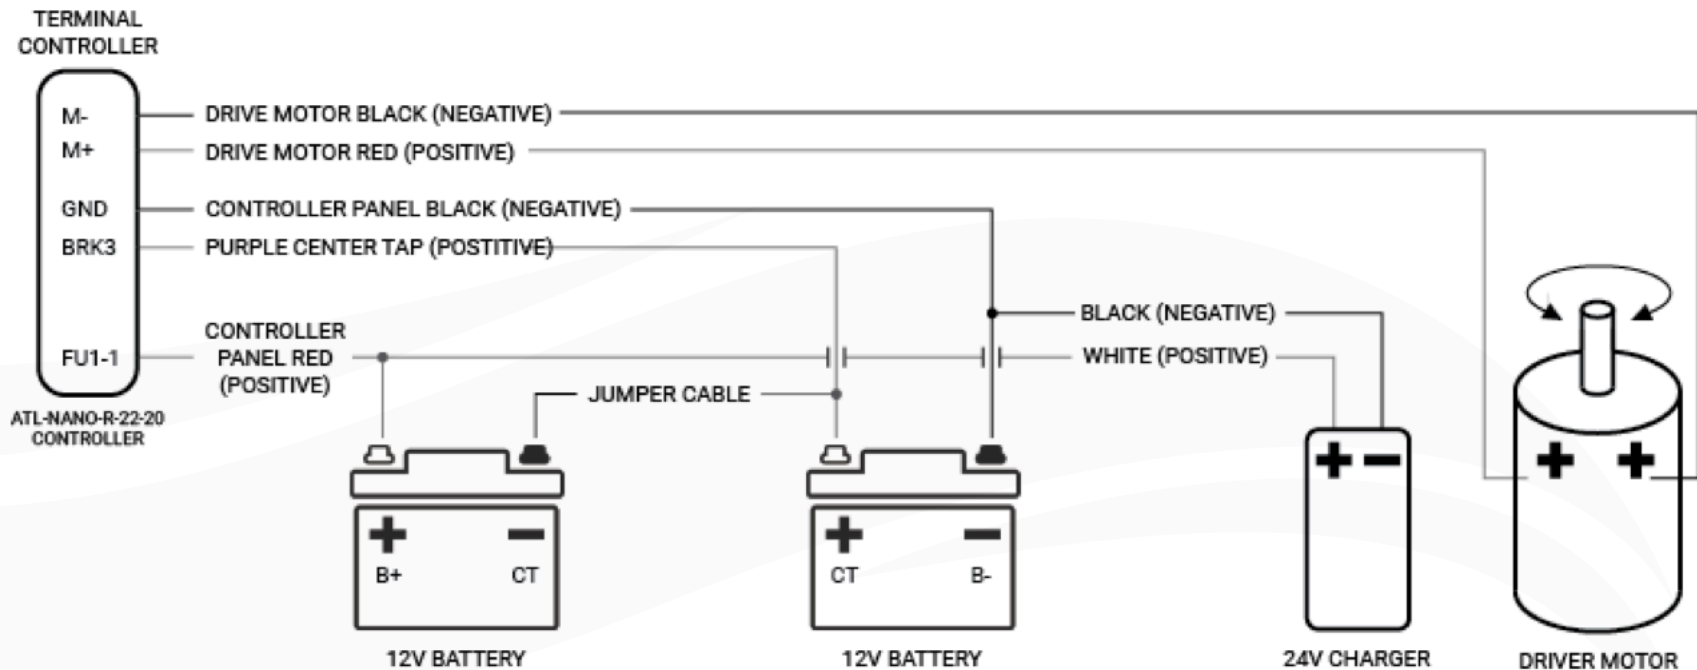 TERMINAL
CONTROLLER
M-
DRIVE MOTOR BLACK (NEGATIVE)
M+
DRIVE MOTOR RED (POSITIVE)
GND
CONTROLLER PANEL BLACK (NEGATIVE)
BRK3
PURPLE CENTER TAP (POSTITIVE)
BLACK (NEGATIVE)
FU1-1
CONTROLLER
PANEL RED
(POSITIVE)
WHITE (POSITIVE)
JUMPER CABLE
ATL-NANO-R-22-20
CONTROLLER
+ -
+ +
+ -
B+ CT
+ -
CT B-
12V BATTERY
12V BATTERY
24V CHARGER
DRIVER MOTOR